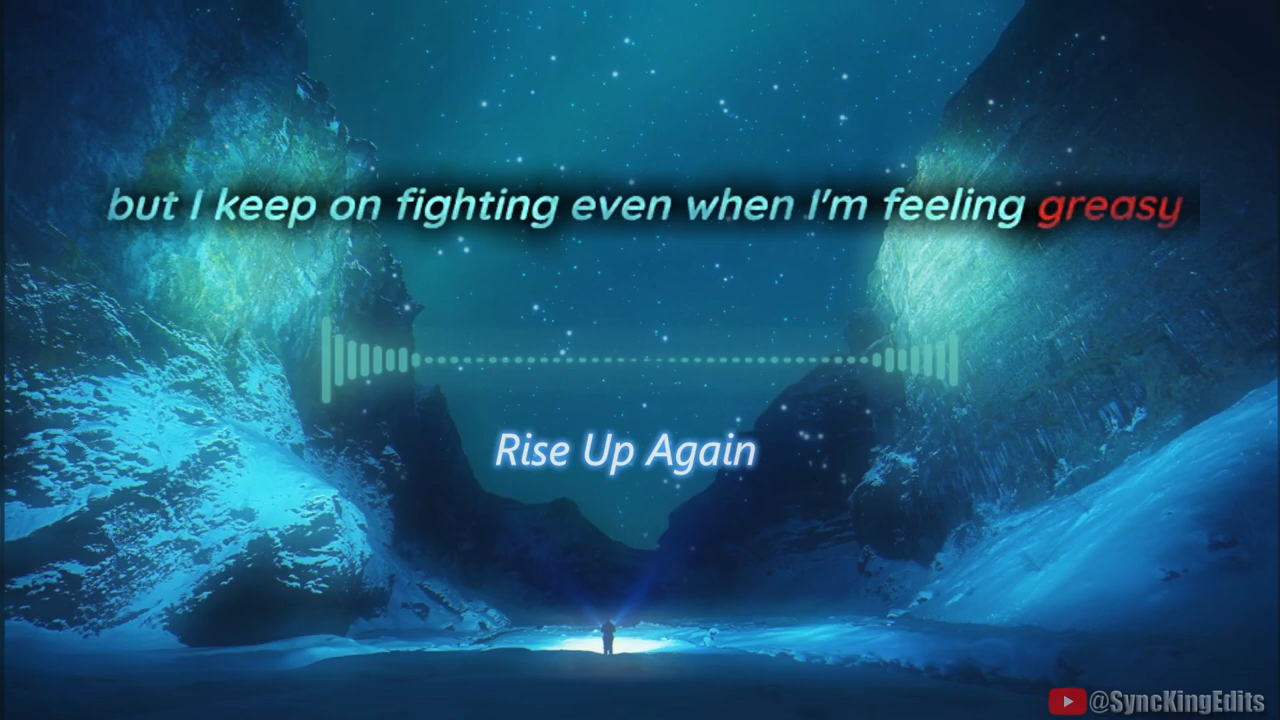 but I keep on fighting even when I'm feeling greasy
Rise Up Again
@SyncKingEdits